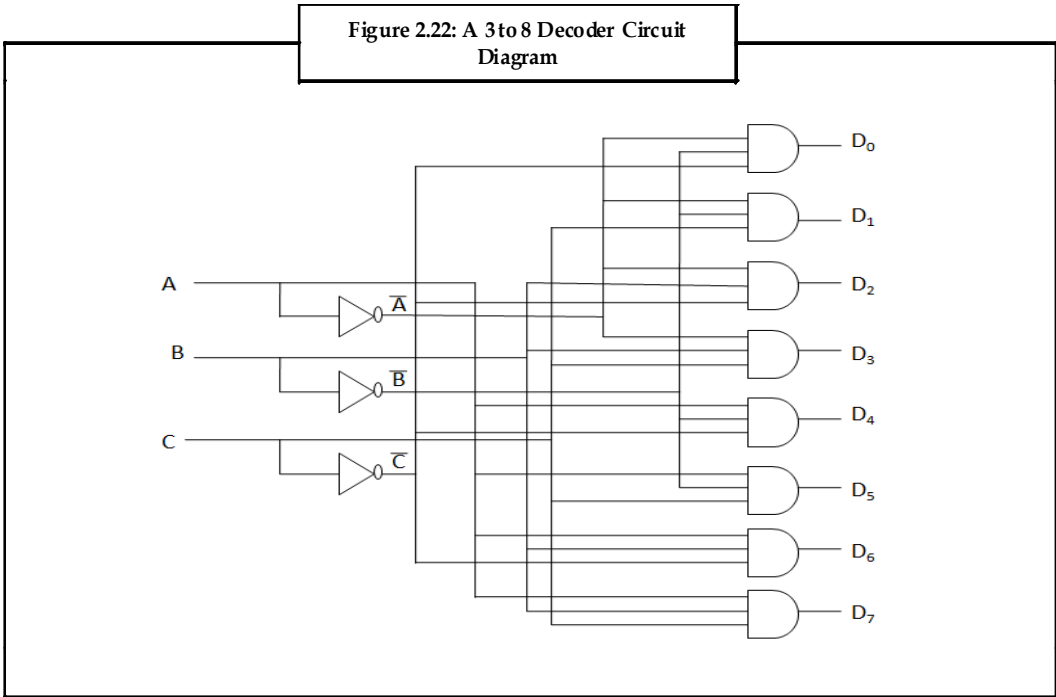 Figure 2.22: A 3 to 8 Decoder Circuit
Diagram
D₀
D₁
A
D₂
A̅
B
D₃
B̅
D₄
C
C̅
D₅
D₆
D₇